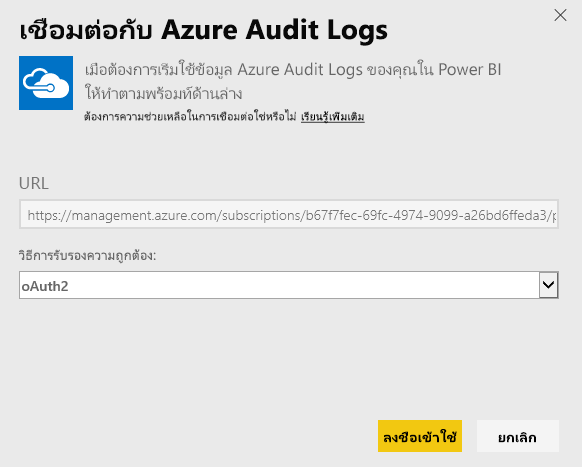 เชื่อมต่อกับ Azure Audit Logs
เมื่อต้องการเริ่มใช้ข้อมูล Azure Audit Logs ของคุณใน Power BI
ให้ทำตามพร้อมท์ด้านล่าง
ต้องการความช่วยเหลือในการเชื่อมต่อใช่หรือไม่ เรียนรู้เพิ่มเติม
URL
https://management.azure.com/subscriptions/b67f7fec-69fc-4974-9099-a26bd6ffeda3/p
วิธีการรับรองความถูกต้อง:
oAuth2
ลงชื่อเข้าใช้ ยกเลิก